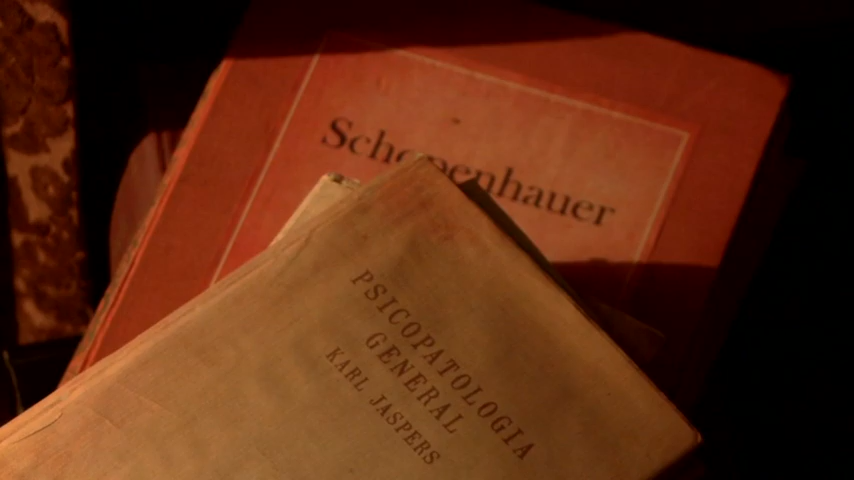 Schopenhauer
PSICOPATOLOGIA
GENERAL
KARL JASPERS